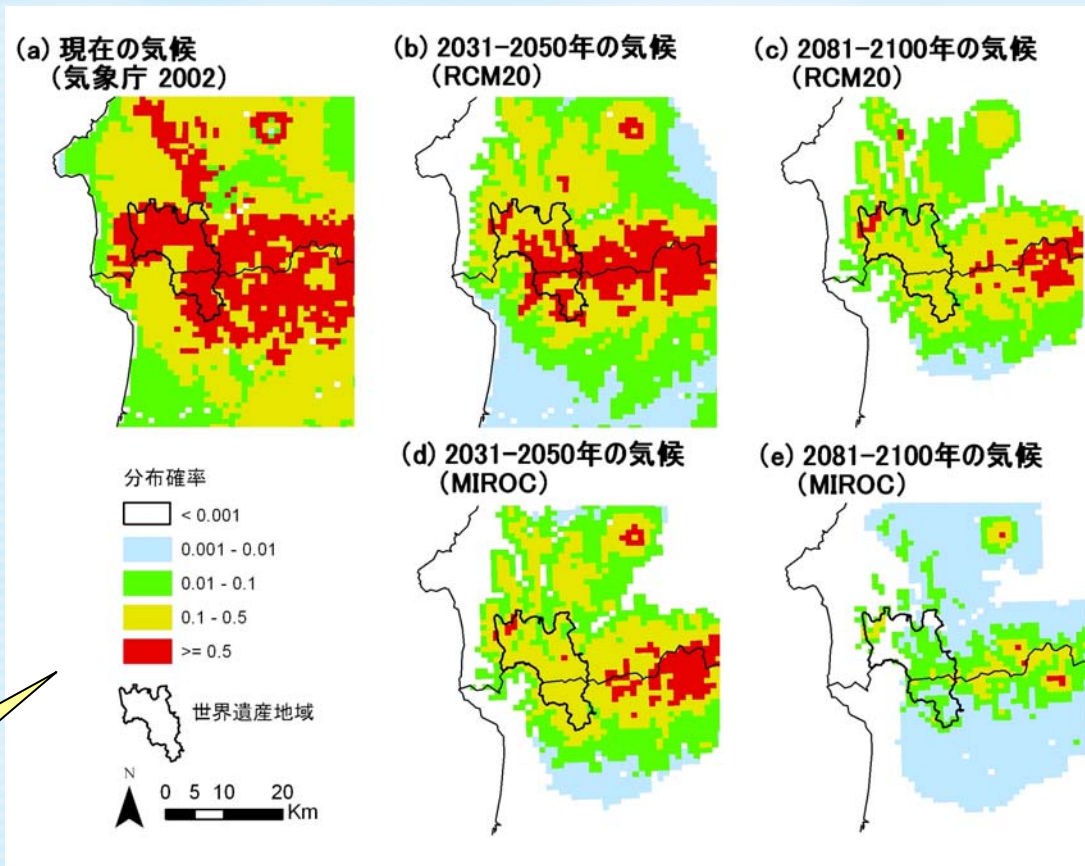 (a) 現在の気候
(気象庁 2002)
(b) 2031-2050年の気候
(RCM20)
(c) 2081-2100年の気候
(RCM20)
(d) 2031-2050年の気候
(MIROC)
(e) 2081-2100年の気候
(MIROC)
分布確率
< 0.001
0.001 - 0.01
0.01 - 0.1
0.1 - 0.5
>= 0.5
世界遺産地域
N
0 5 10 20
Km